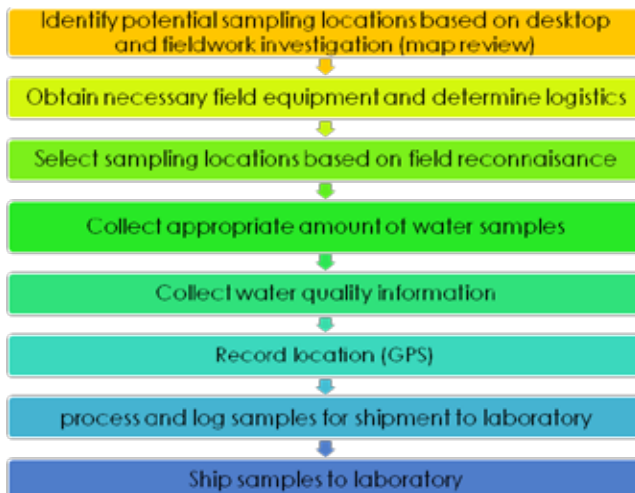 Identify potential sampling locations based on desktop
and fieldwork investigation (map review)
Obtain necessary field equipment and determine logistics
Select sampling locations based on field reconnaisance
Collect appropriate amount of water samples
Collect water quality information
Record location (GPS)
process and log samples for shipment to laboratory
Ship samples to laboratory